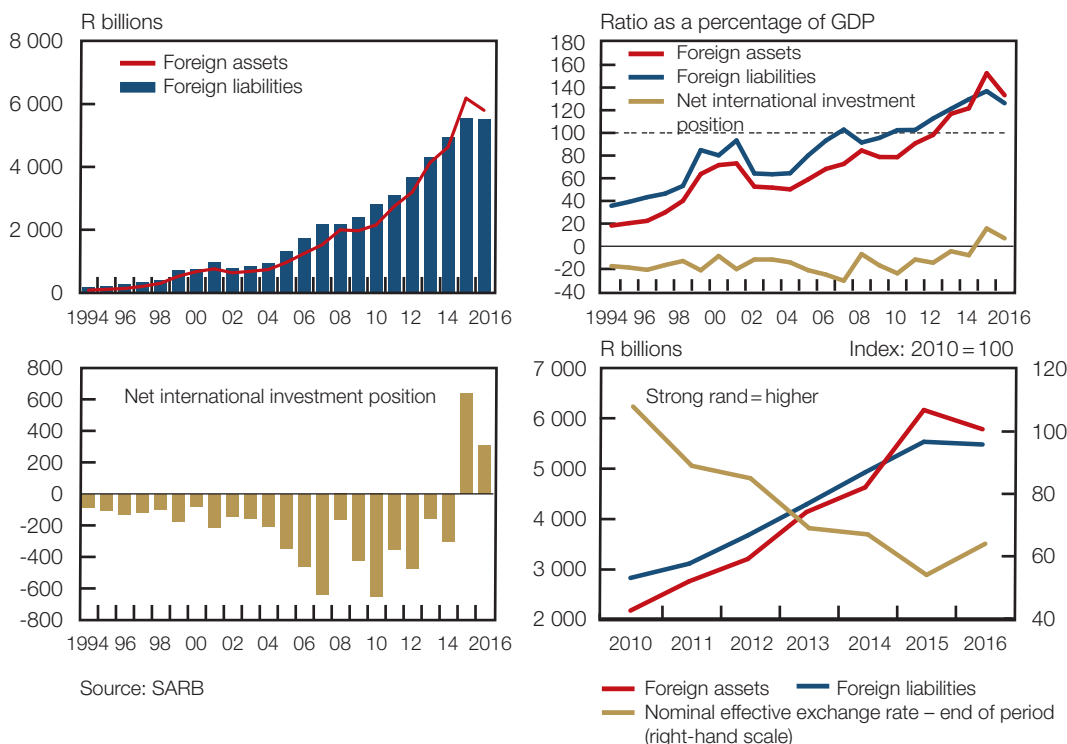 R billions
8 000
6 000
4 000
2 000
0
Foreign assets
Foreign liabilities
1994 96 98 00 02 04 06 08 10 12 14 2016
Ratio as a percentage of GDP
180
160
140
120
100
80
60
40
20
0
-20
-40
Foreign assets
Foreign liabilities
Net international investment
position
1994 96 98 00 02 04 06 08 10 12 14 2016
800
600
400
200
0
-200
-400
-600
-800
Net international investment position
1994 96 98 00 02 04 06 08 10 12 14 2016
Source: SARB
R billions Index: 2010 = 100
7 000
6 000
5 000
4 000
3 000
2 000
Strong rand = higher
120
100
80
60
40
2010 2011 2012 2013 2014 2015 2016
Foreign assets Foreign liabilities
Nominal effective exchange rate – end of period
(right-hand scale)